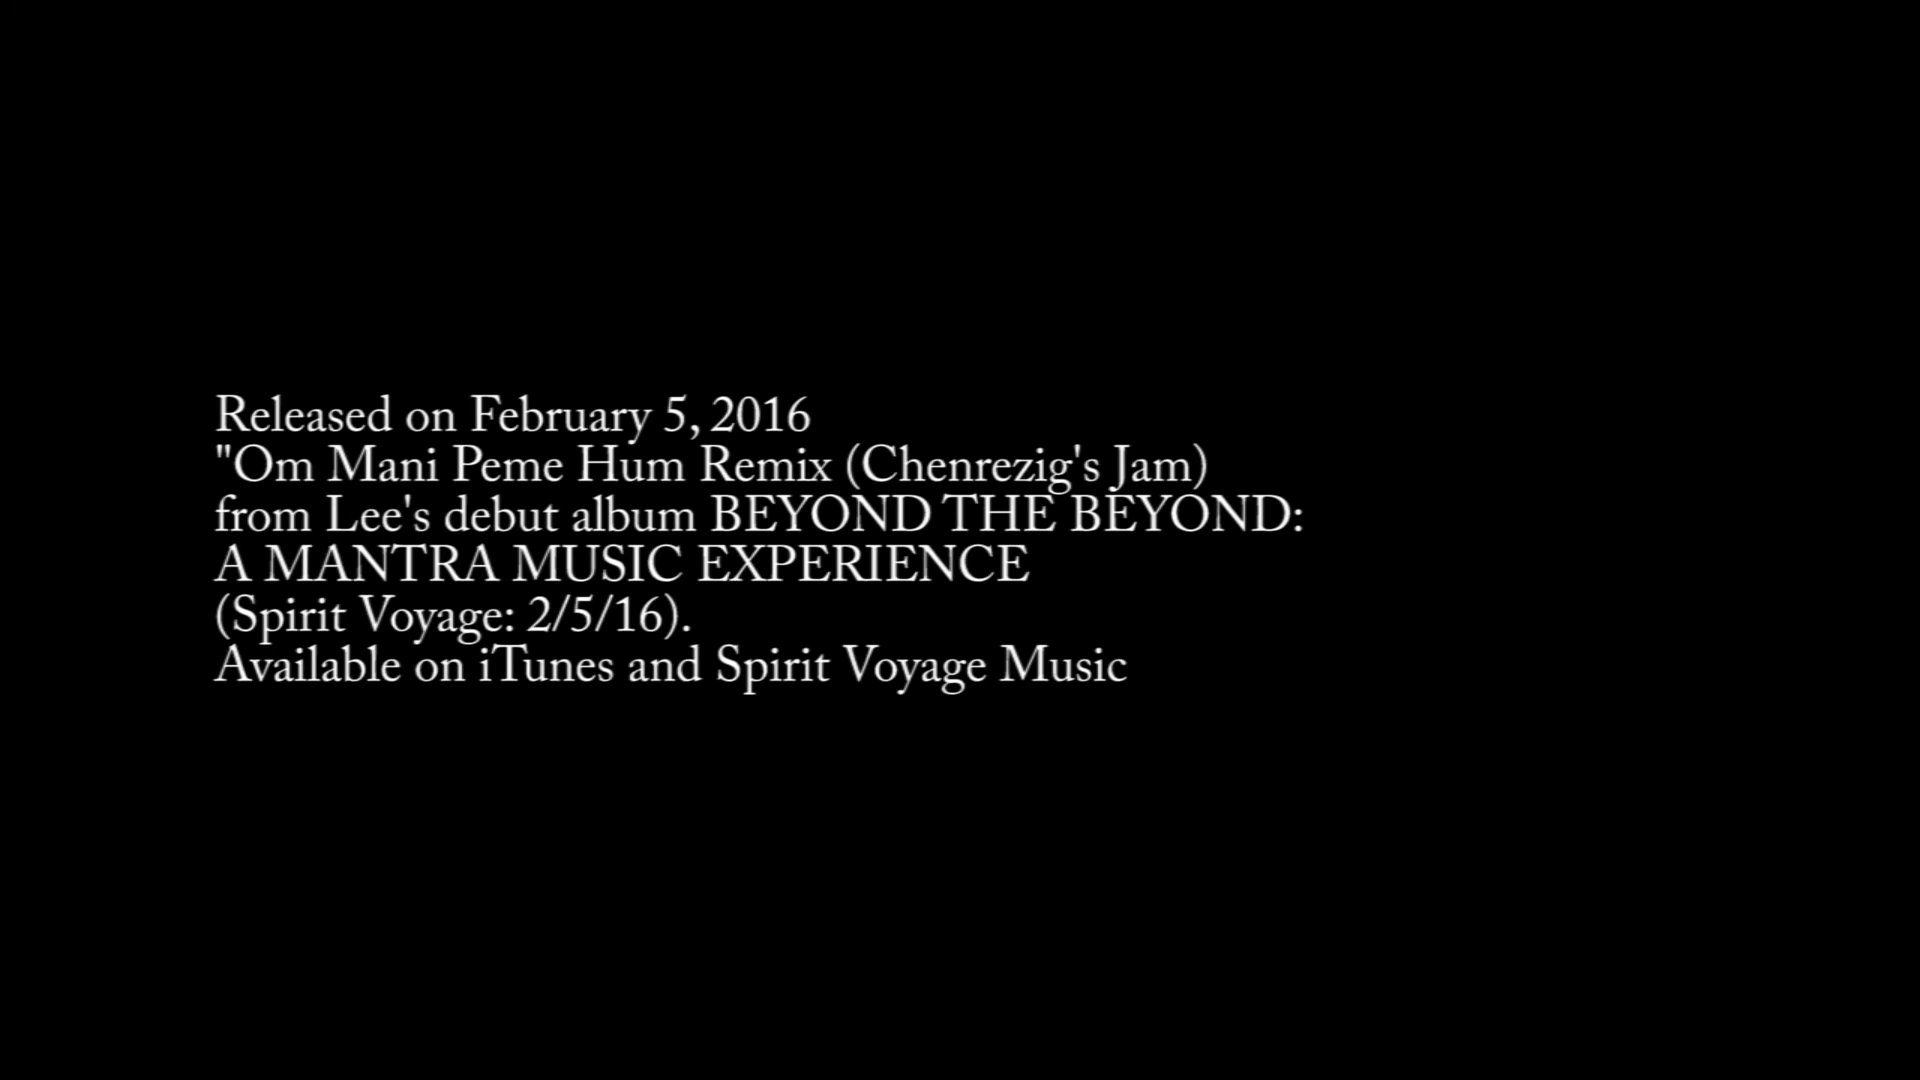 Released on February 5, 2016
"Om Mani Peme Hum Remix (Chenrezig's Jam)
from Lee's debut album BEYOND THE BEYOND:
A MANTRA MUSIC EXPERIENCE
(Spirit Voyage: 2/5/16).
Available on iTunes and Spirit Voyage Music